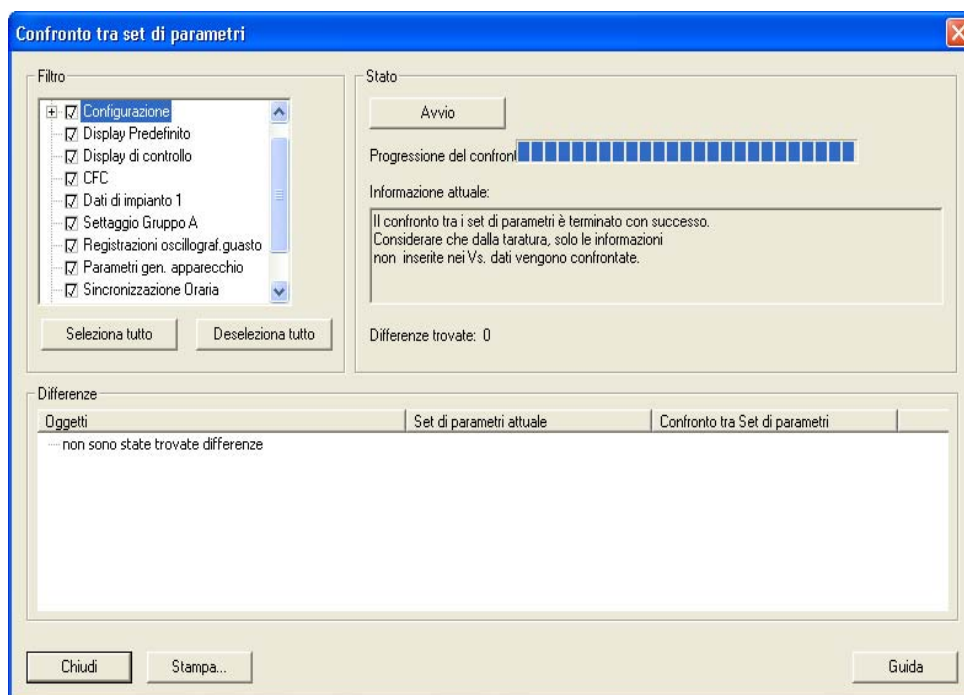 Confronto tra set di parametri
Filtro
Configurazione
Display Predefinito
Display di controllo
CFC
Dati di impianto 1
Settaggio Gruppo A
Registrazioni oscillograf.guasto
Parametri gen. apparecchio
Sincronizzazione Oraria
Seleziona tutto
Deseleziona tutto
Stato
Avvio
Progressione del confront
Informazione attuale:
Il confronto tra i set di parametri è terminato con successo.
Considerare che dalla taratura, solo le informazioni
non inserite nei Vs. dati vengono confrontate.
Differenze trovate: 0
Differenze
Oggetti
Set di parametri attuale
Confronto tra Set di parametri
non sono state trovate differenze
Chiudi
Stampa...
Guida